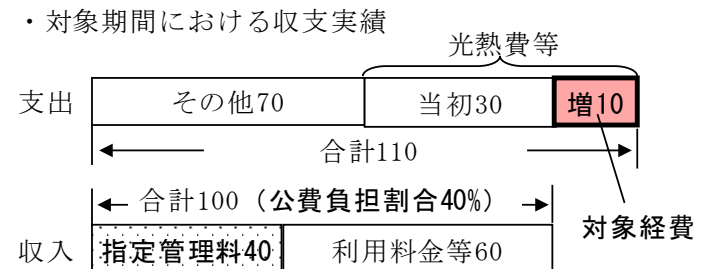 ・対象期間における収支実績
光熱費等
支出 その他70 当初30 増10
合計110
合計100（公費負担割合40%）
対象経費
収入 指定管理料40 利用料金等60